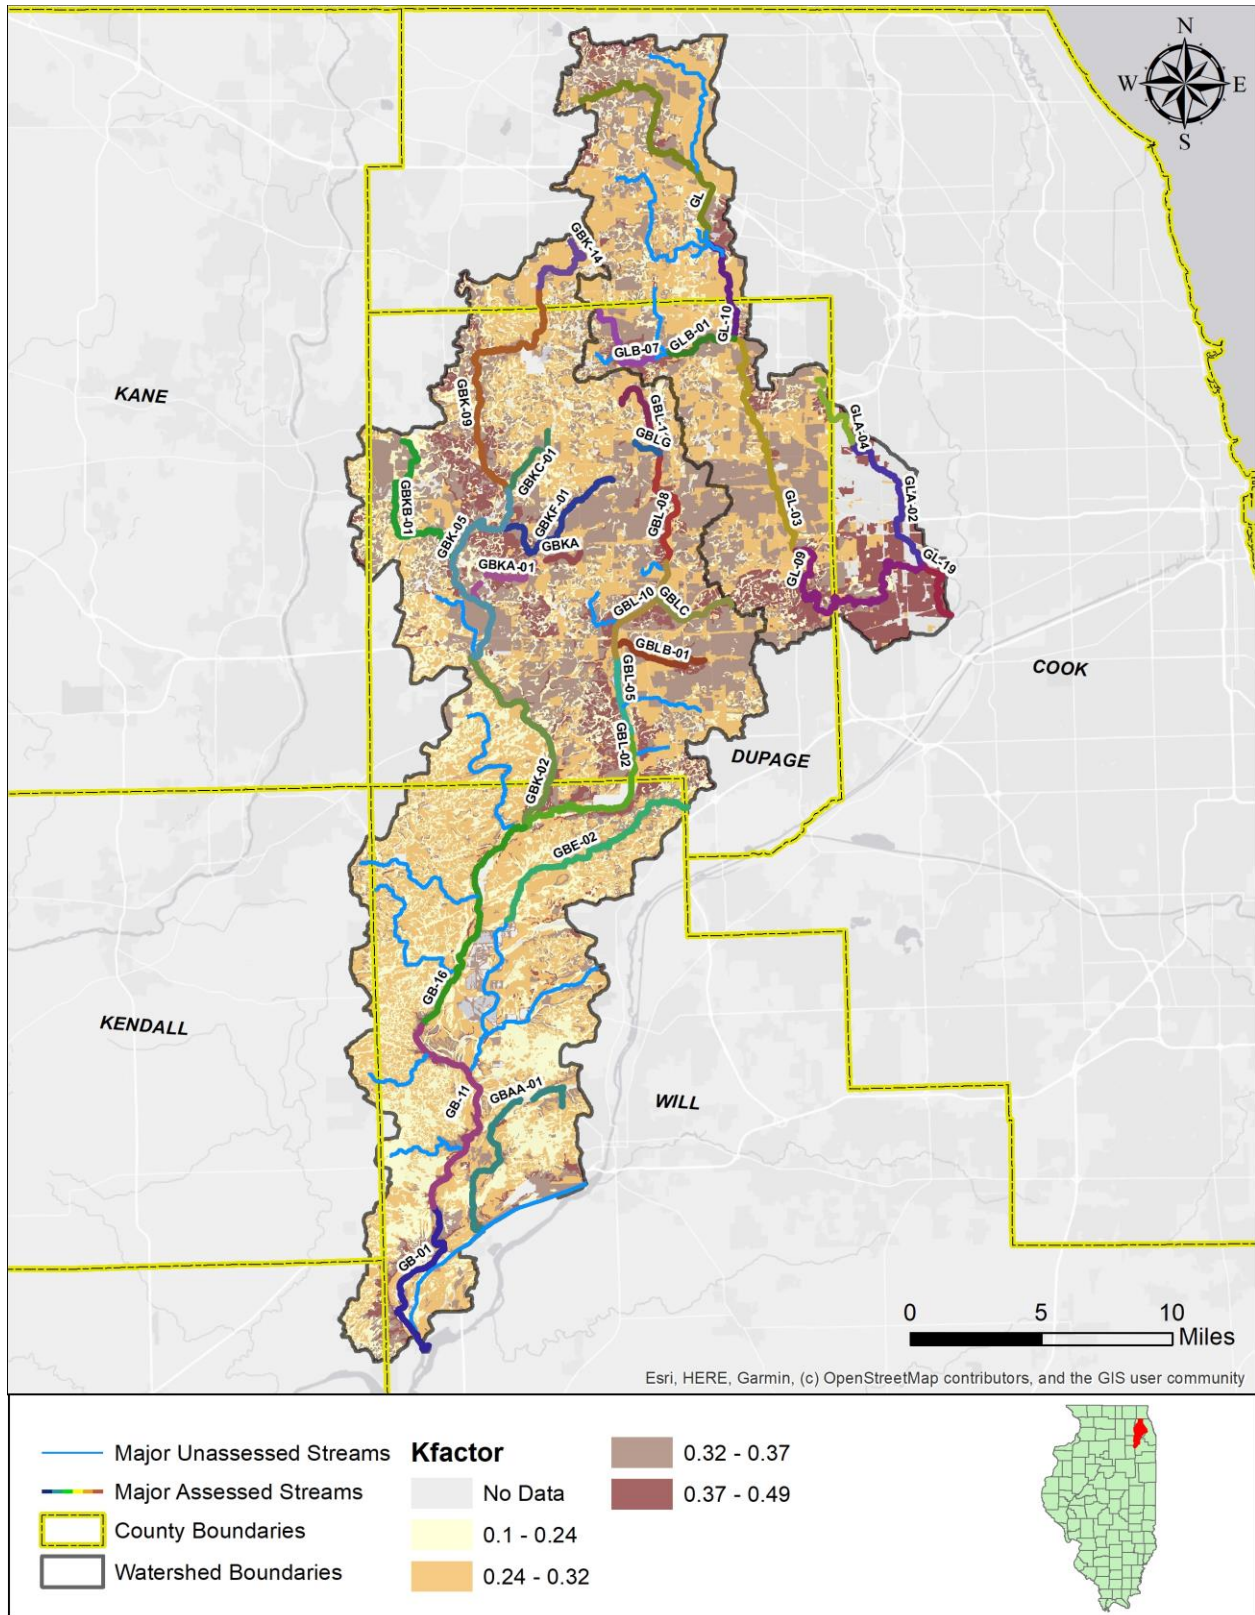 N
W E
S
GL
GBK-14
GL-10
GLB-01
GLB-07
KANE
GBK-09
GBL-1
GBLG
GLA-04
GBKC-01
GLA-02
GBKF-01
GBL-08
GL-03
GBKB-01
GBK-05
GBKA
GL-09
GL-19
GBKA-01
GBL-10
GBLC
GBLB-01
COOK
GBL-05
GBL-02
DUPAGE
GBK-02
GBE-02
GB-16
KENDALL
GB-11
GBAA-01
WILL
GB-01
0 5 10
Miles
Esri, HERE, Garmin, (c) OpenStreetMap contributors, and the GIS user community
Major Unassessed Streams
Major Assessed Streams
County Boundaries
Watershed Boundaries
Kfactor
No Data
0.1 - 0.24
0.24 - 0.32
0.32 - 0.37
0.37 - 0.49